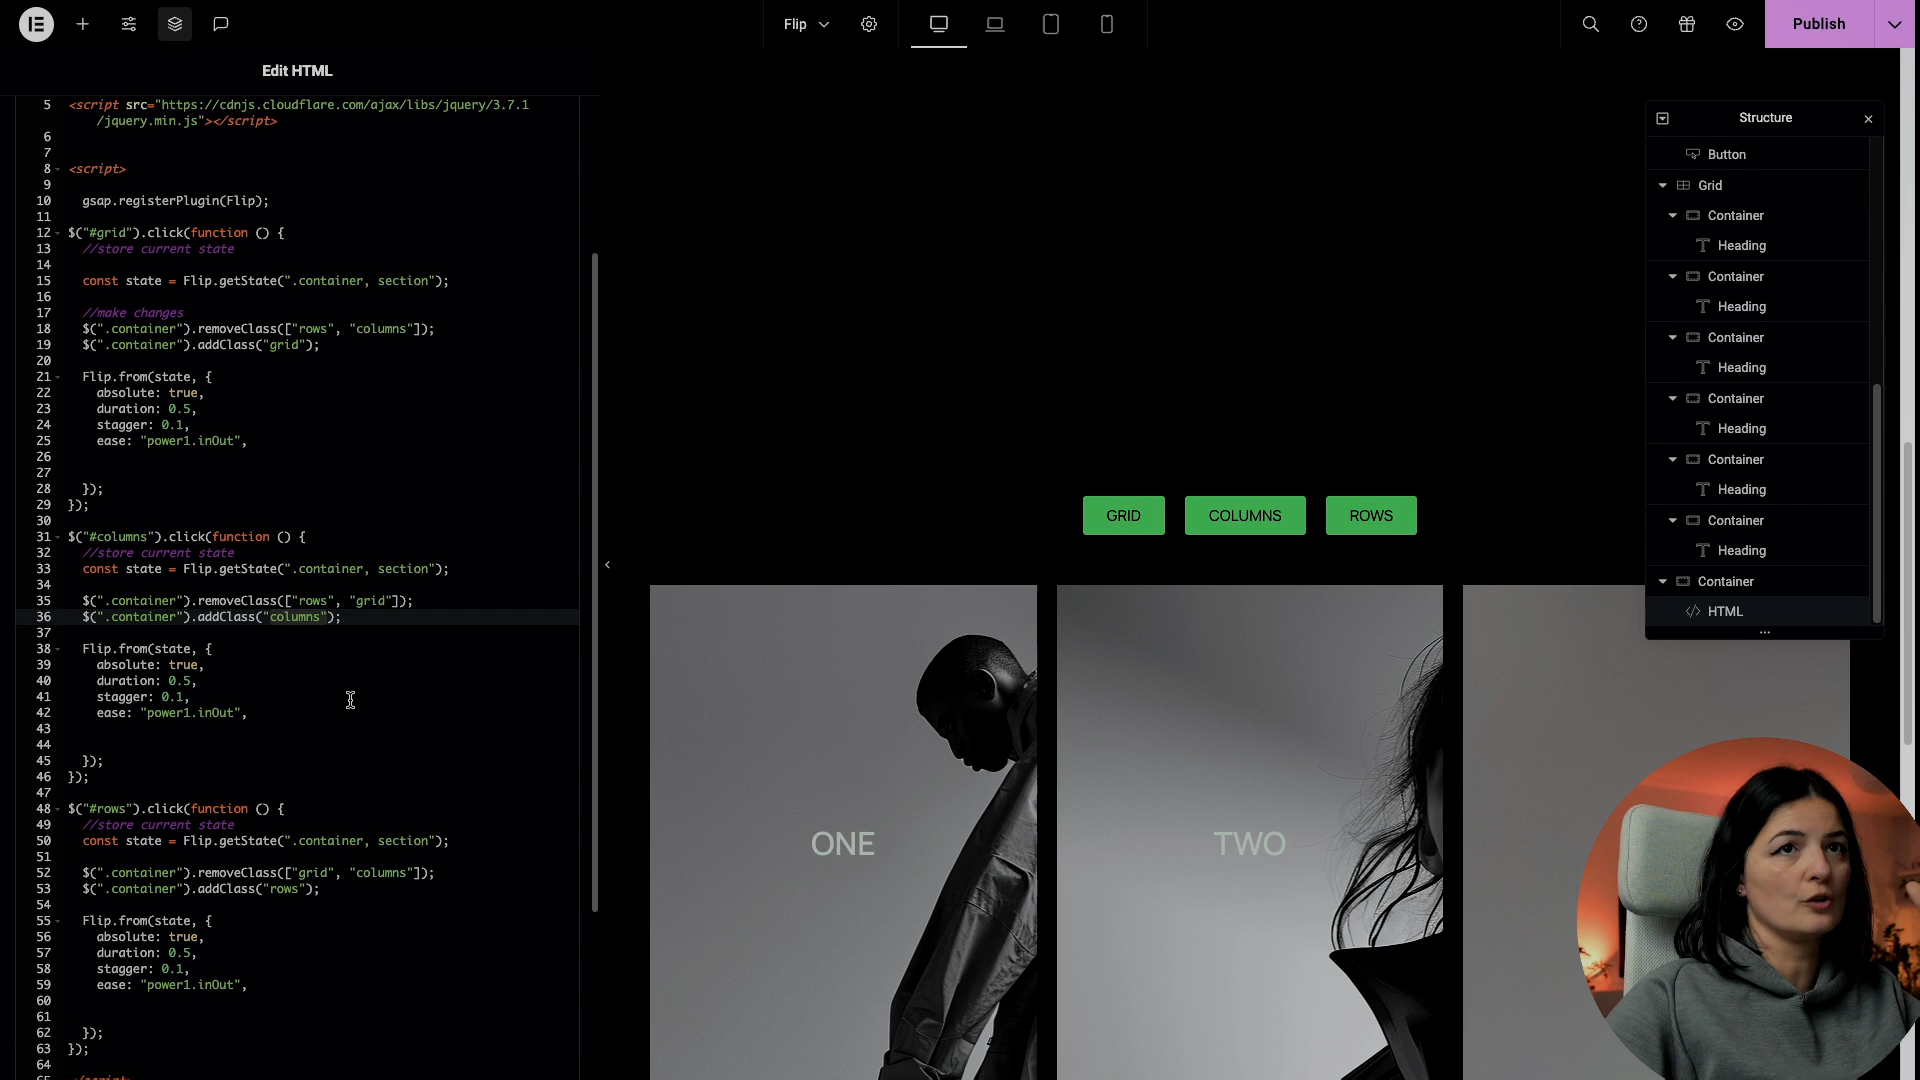 Flip
Publish
Edit HTML
5 <script src="https://cdnjs.cloudflare.com/ajax/libs/jquery/3.7.1
/jquery.min.js"></script>
6
7
8 <script>
9
10 gsap.registerPlugin(Flip);
11
12 $("#grid").click(function () {
13 //store current state
14
15 const state = Flip.getState(".container, section");
16
17 //make changes
18 $(".container").removeClass(["rows", "columns"]);
19 $(".container").addClass("grid");
20
21 Flip.from(state, {
22 absolute: true,
23 duration: 0.5,
24 stagger: 0.1,
25 ease: "power1.inOut",
26
27
28 });
29 });
30
31 $("#columns").click(function () {
32 //store current state
33 const state = Flip.getState(".container, section");
34
35 $(".container").removeClass(["rows", "grid"]);
36 $(".container").addClass("columns");
37
38 Flip.from(state, {
39 absolute: true,
40 duration: 0.5,
41 stagger: 0.1,
42 ease: "power1.inOut",
43
44
45 });
46 });
47
48 $("#rows").click(function () {
49 //store current state
50 const state = Flip.getState(".container, section");
51
52 $(".container").removeClass(["grid", "columns"]);
53 $(".container").addClass("rows");
54
55 Flip.from(state, {
56 absolute: true,
57 duration: 0.5,
58 stagger: 0.1,
59 ease: "power1.inOut",
60
61
62 });
63 });
64
GRID COLUMNS ROWS
ONE
TWO
Structure
Button
Grid
Container
Heading
Container
Heading
Container
Heading
Container
Heading
Container
Heading
Container
Heading
Container
HTML